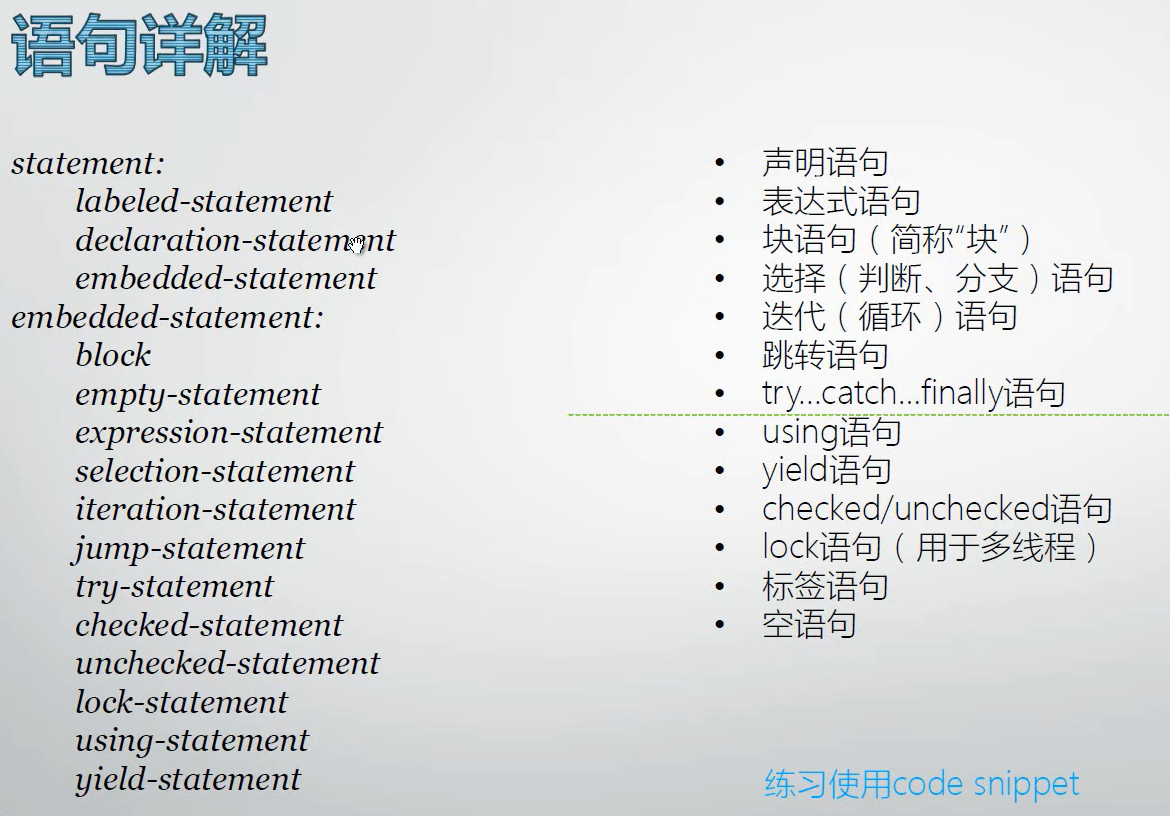 语句详解
statement:
labeled-statement
declaration-statement
embedded-statement
embedded-statement:
block
empty-statement
expression-statement
selection-statement
iteration-statement
jump-statement
try-statement
checked-statement
unchecked-statement
lock-statement
using-statement
yield-statement
• 声明语句
• 表达式语句
• 块语句（简称“块”）
• 选择（判断、分支）语句
• 迭代（循环）语句
• 跳转语句
• try...catch...finally语句
• using语句
• yield语句
• checked/unchecked语句
• lock语句（用于多线程）
• 标签语句
• 空语句
练习使用code snippet